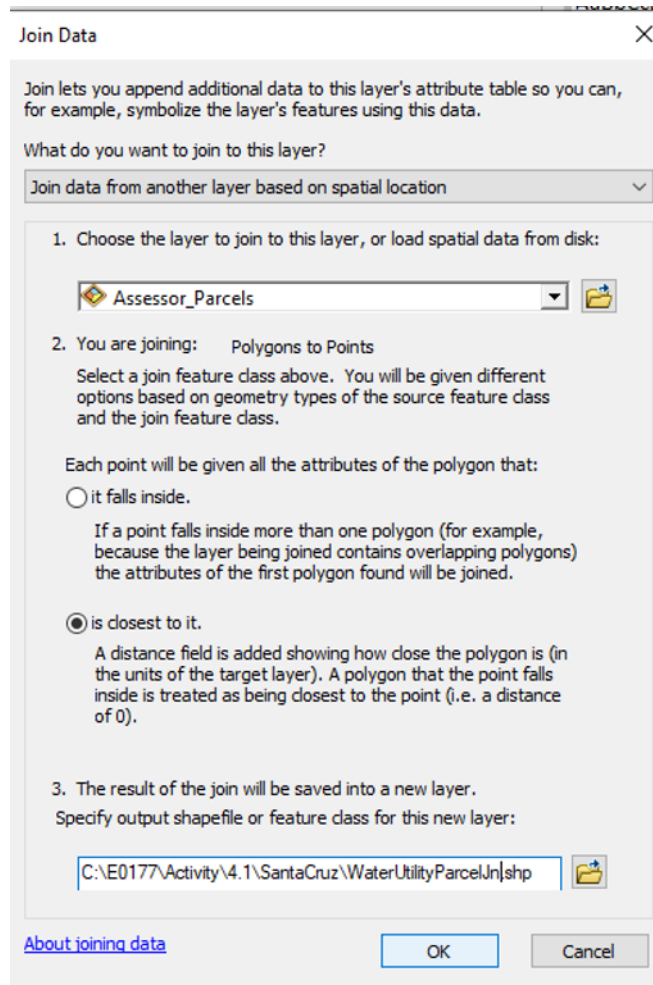 Join Data
Join lets you append additional data to this layer's attribute table so you can,
for example, symbolize the layer's features using this data.
What do you want to join to this layer?
Join data from another layer based on spatial location
1. Choose the layer to join to this layer, or load spatial data from disk:
Assessor_Parcels
2. You are joining: Polygons to Points
Select a join feature class above. You will be given different
options based on geometry types of the source feature class
and the join feature class.
Each point will be given all the attributes of the polygon that:
it falls inside.
If a point falls inside more than one polygon (for example,
because the layer being joined contains overlapping polygons)
the attributes of the first polygon found will be joined.
is closest to it.
A distance field is added showing how close the polygon is (in
the units of the target layer). A polygon that the point falls
inside is treated as being closest to the point (i.e. a distance
of 0).
3. The result of the join will be saved into a new layer.
Specify output shapefile or feature class for this new layer:
C:\E0177\Activity\4.1\SantaCruz\WaterUtilityParcelJn.shp
About joining data
OK
Cancel